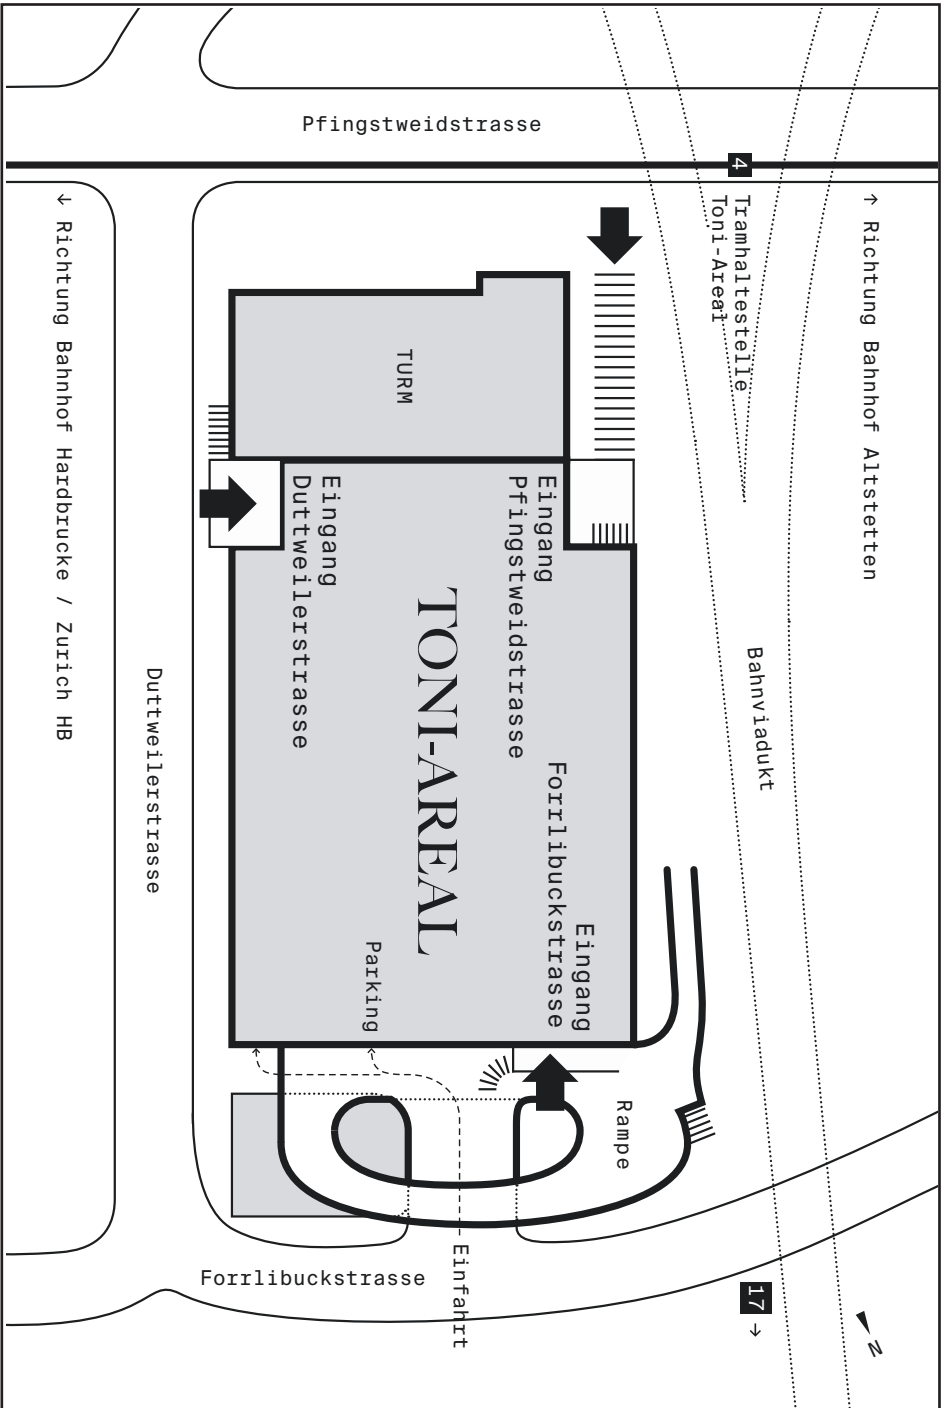 Pfingstweidstrasse
4
Tramhaltestelle
Toni-Areal
↑ Richtung Bahnhof Altstetten
↓ Richtung Bahnhof Hardbrucke / Zurich HB
TURM
Eingang
Pfingstweidstrasse
Eingang
Duttweilerstrasse
TONI-AREAL
Bahnviadukt
Duttweilerstrasse
Eingang
Forrlibuckstrasse
Parking
Rampe
Einfahrt
Forrlibuckstrasse
17 →
N